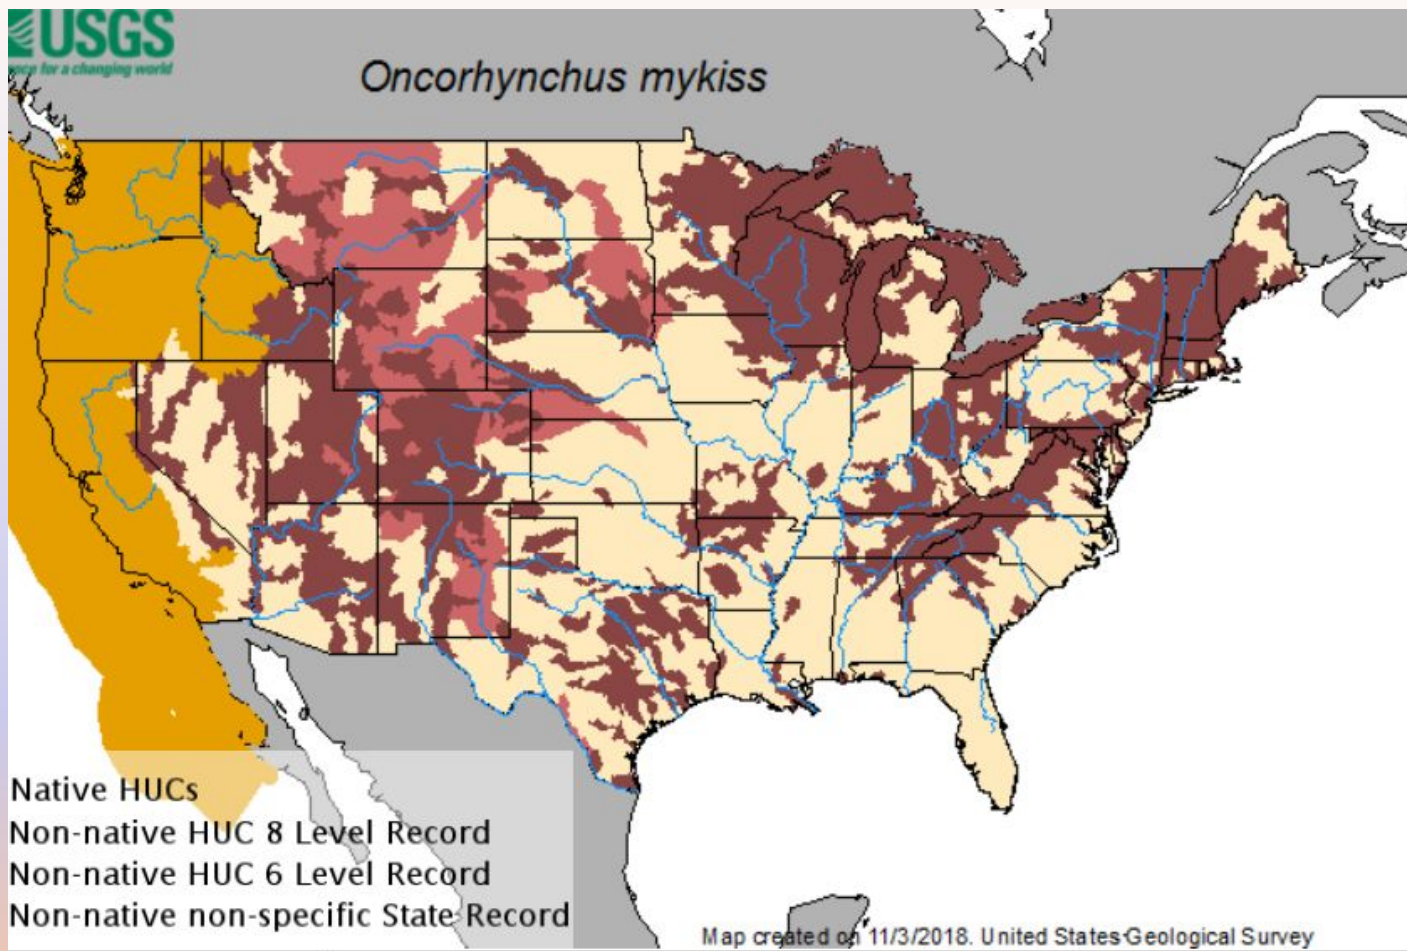 USGS
ence for a changing world
Oncorhynchus mykiss
Native HUCs
Non-native HUC 8 Level Record
Non-native HUC 6 Level Record
Non-native non-specific State Record
Map created on 11/3/2018. United States Geological Survey